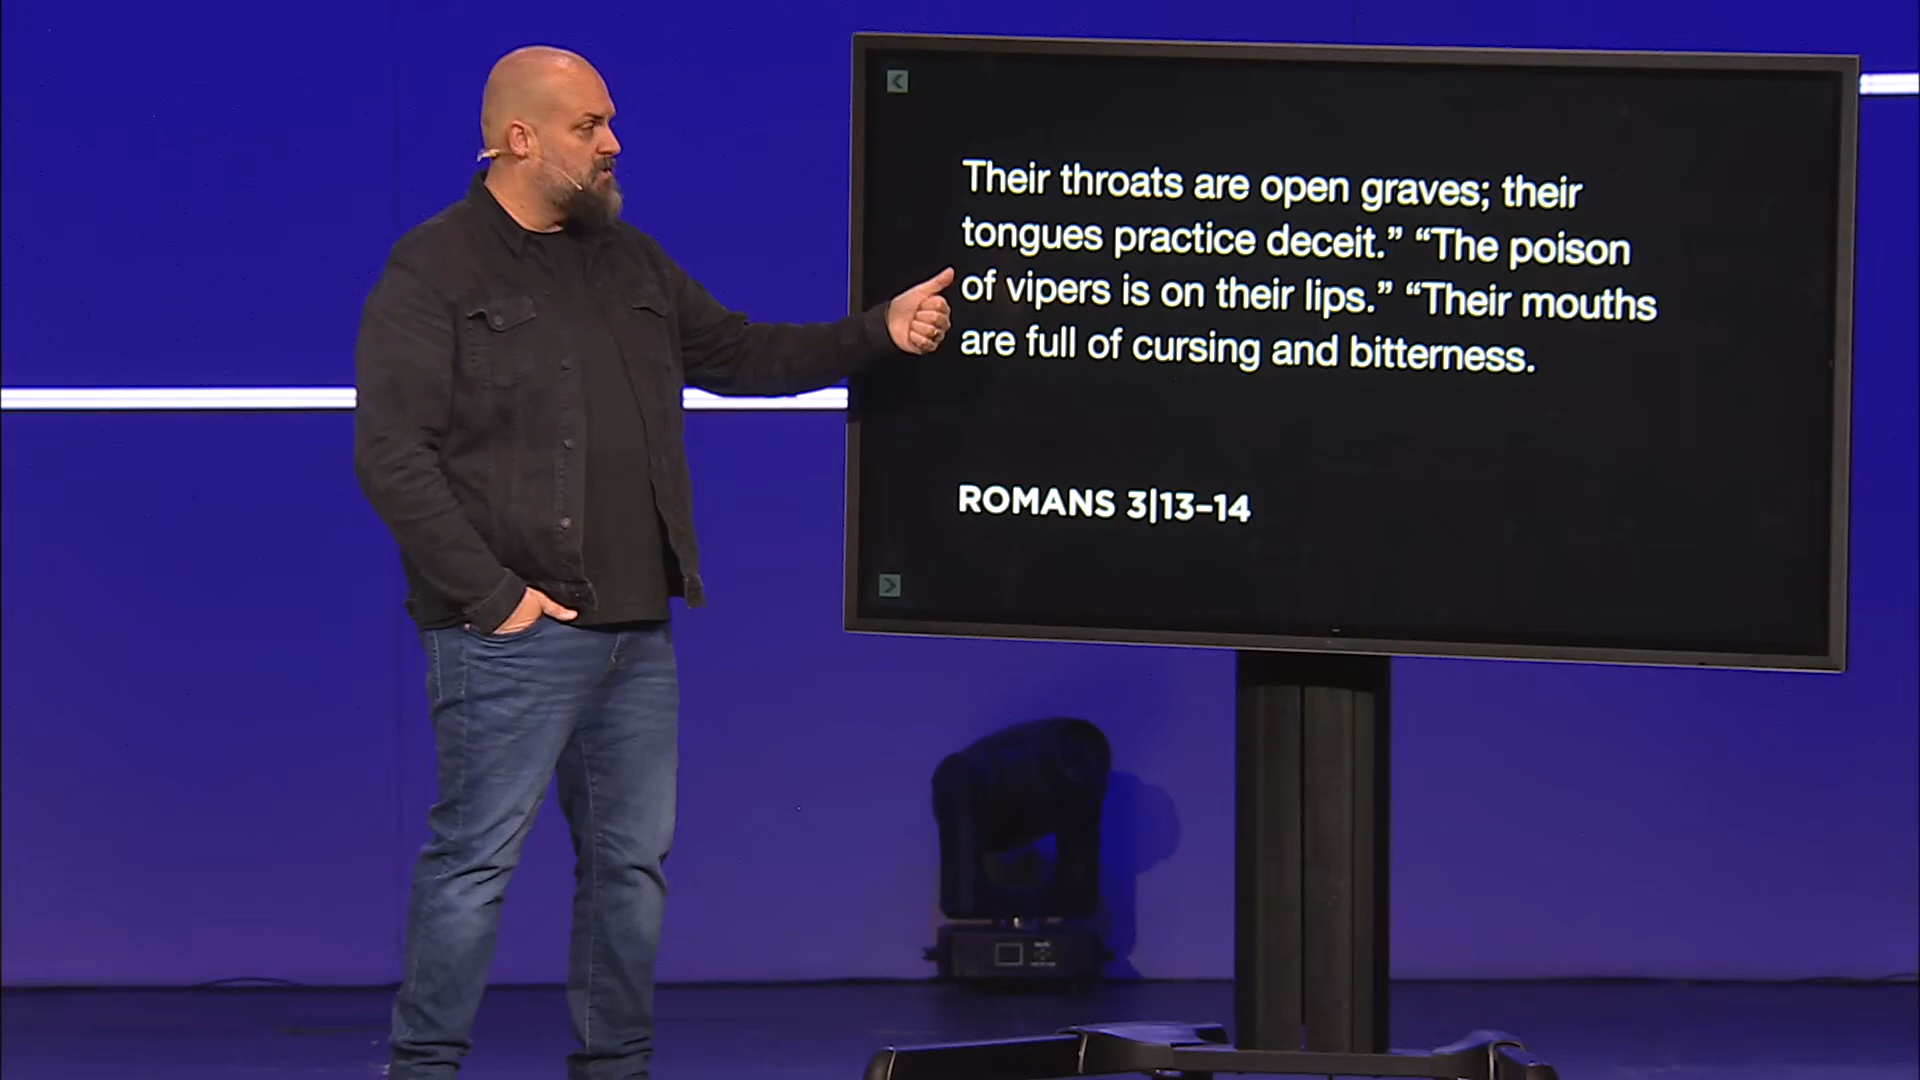 Their throats are open graves; their
tongues practice deceit.” “The poison
of vipers is on their lips.” “Their mouths
are full of cursing and bitterness.
ROMANS 3|13–14